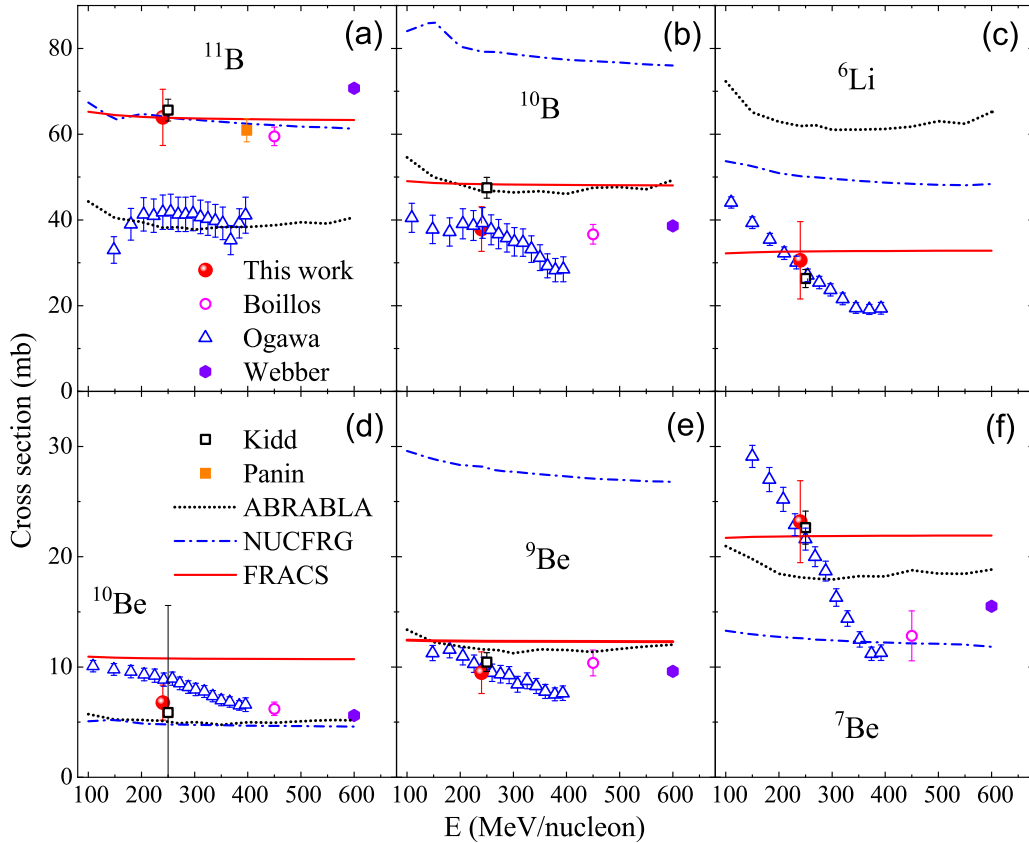 (a)
(b)
(c)
¹¹B
¹⁰B
⁶Li
80
60
40
20
0
This work
Boillos
Ogawa
Webber
Cross section (mb)
(d)
(e)
(f)
Kidd
Panin
ABRABLA
NUCFRG
FRACS
¹⁰Be
⁹Be
⁷Be
30
20
10
0
100 200 300 400 500 600 100 200 300 400 500 600 100 200 300 400 500 600
E (MeV/nucleon)